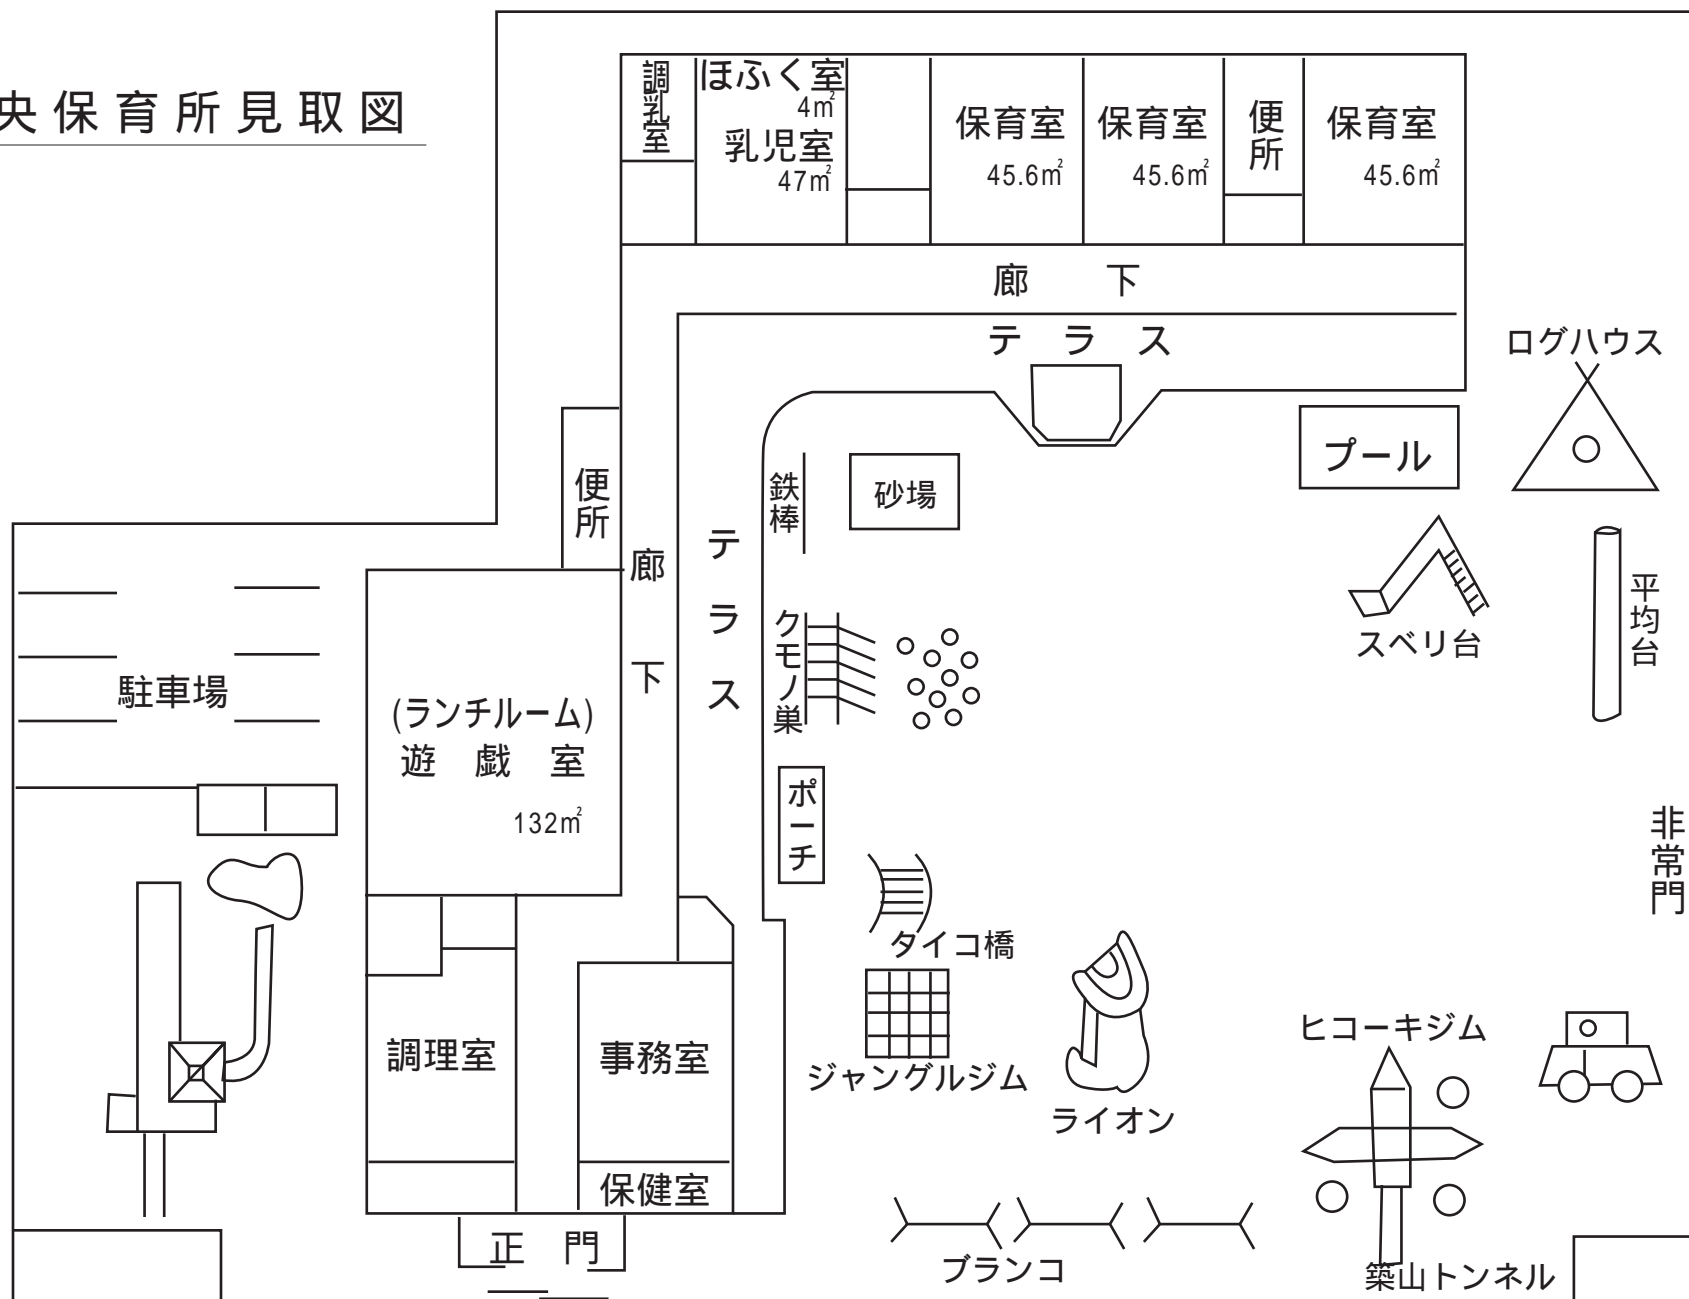 央保育所見取図
調乳室
ほふく室
4㎡
乳児室
47㎡
保育室
45.6㎡
保育室
45.6㎡
便所
保育室
45.6㎡
廊下
テラス
ログハウス
プール
便所
鉄棒
砂場
廊下
テラス
スベリ台
平均台
クモノ巣
駐車場
(ランチルーム)
遊戯室
132㎡
ポーチ
非常門
タイコ橋
ジャングルジム
ライオン
ヒコーキジム
調理室
事務室
保健室
正門
ブランコ
築山トンネル